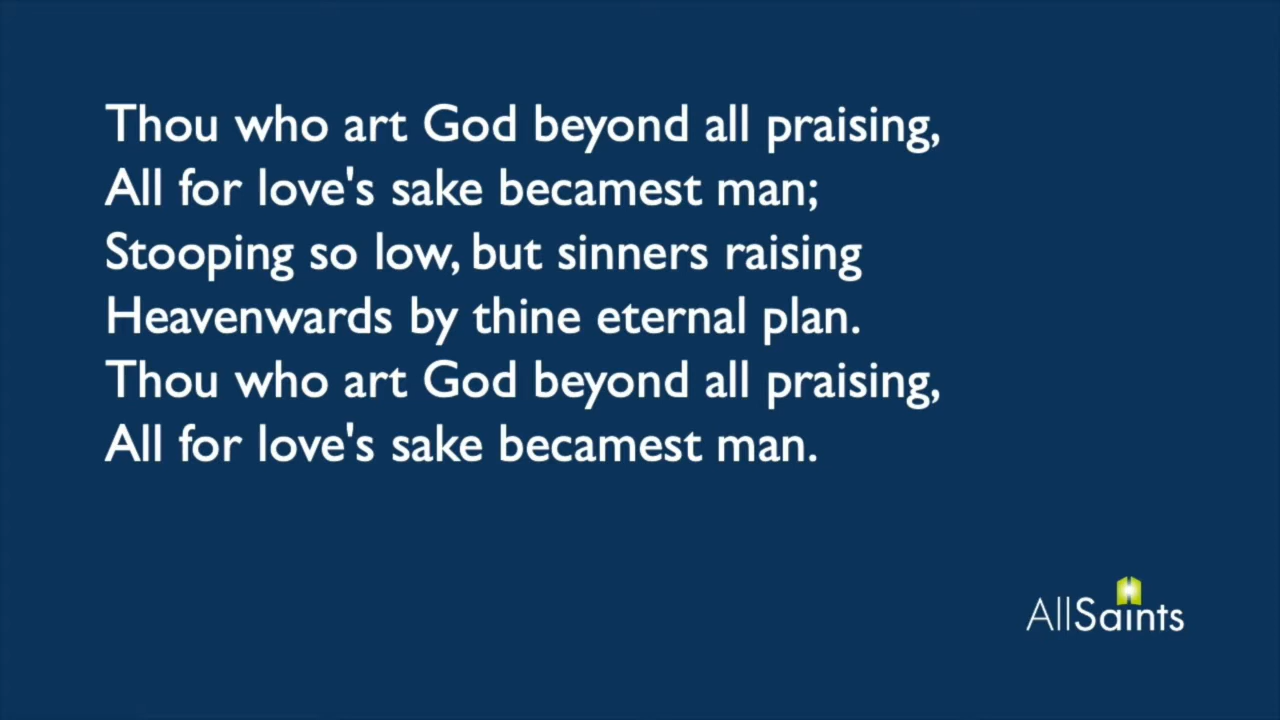 Thou who art God beyond all praising,
All for love's sake becamest man;
Stooping so low, but sinners raising
Heavenwards by thine eternal plan.
Thou who art God beyond all praising,
All for love's sake becamest man.
AllSaints